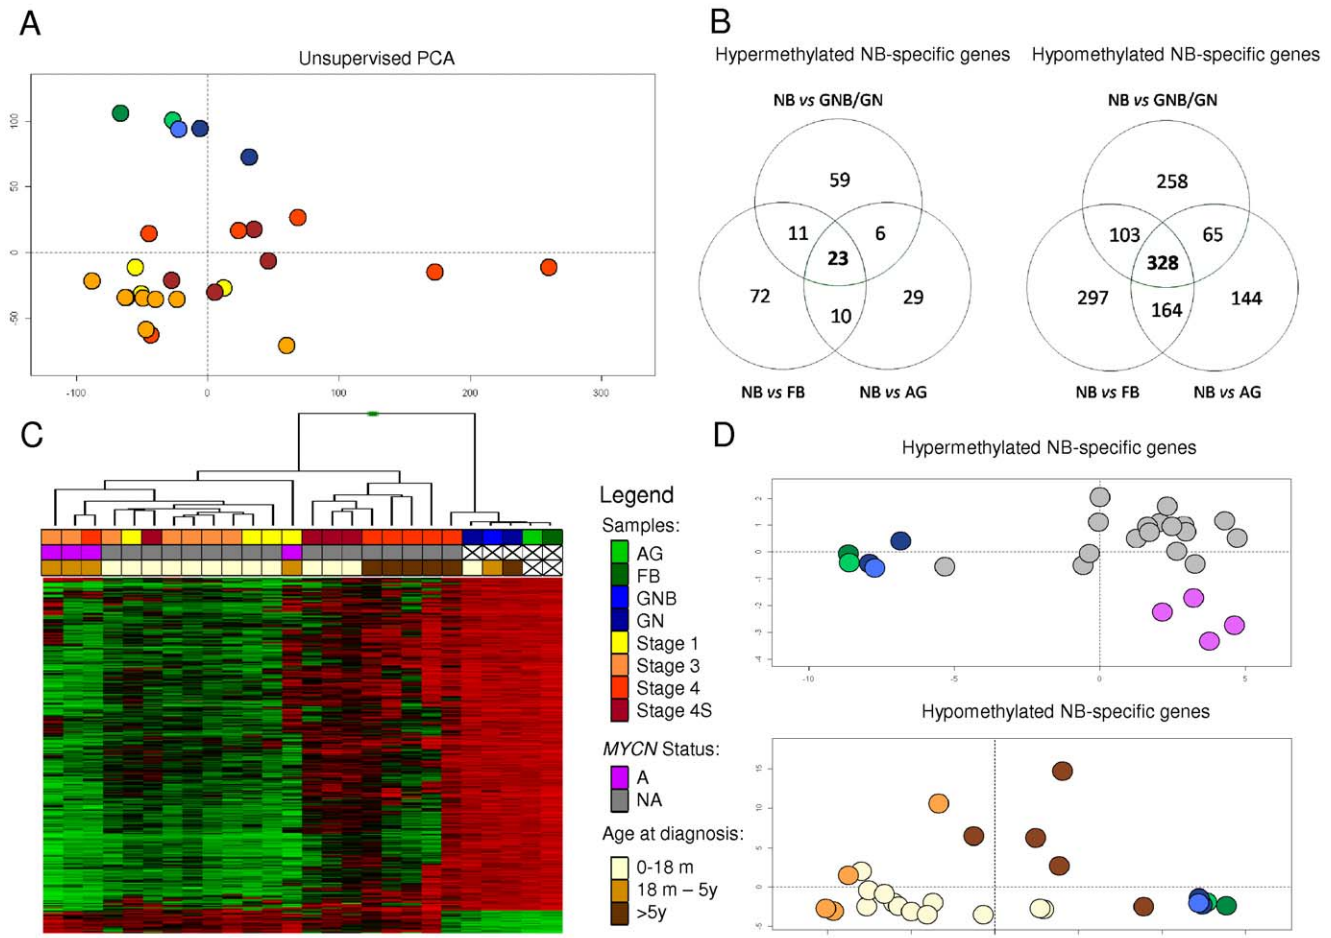 A
Unsupervised PCA
100
50
0
-50
-100
0
100
200
300
B
Hypermethylated NB-specific genes
Hypomethylated NB-specific genes
NB vs GNB/GN
59
11
6
23
72
29
10
NB vs FB
NB vs AG
NB vs GNB/GN
258
103
65
328
297
144
164
NB vs FB
NB vs AG
C
Legend
Samples:
AG
FB
GNB
GN
Stage 1
Stage 3
Stage 4
Stage 4S
MYCN Status:
A
NA
Age at diagnosis:
0-18 m
18 m – 5y
>5y
D
Hypermethylated NB-specific genes
2
1
0
-1
-2
-3
-4
-10
-5
0
5
Hypomethylated NB-specific genes
15
10
5
0
-5